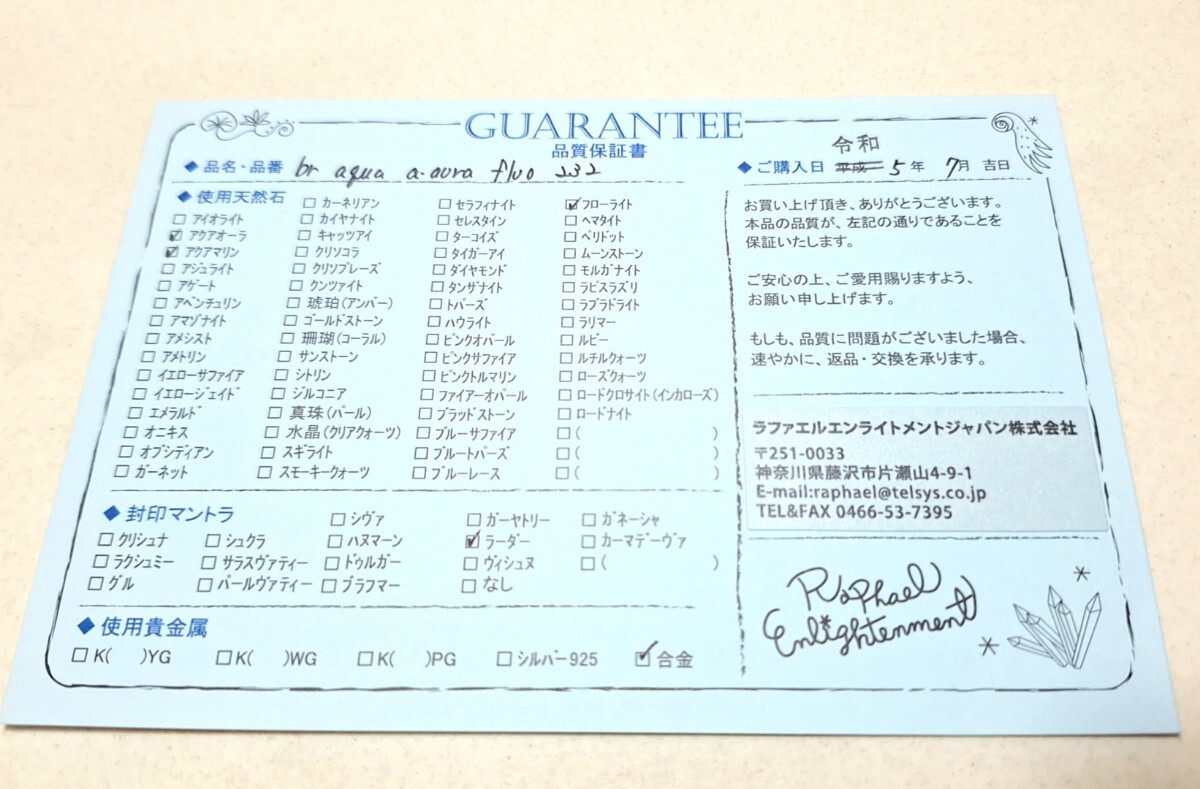 GUARANTEE
品質保証書
◆品名・品番 br aqua a-aura fluo 232
◆使用天然石
□アイオライト
☑アクアオーラ
☑アクアマリン
□アジュライト
□アゲート
□アベンチュリン
□アマゾナイト
□アメシスト
□アメトリン
□イエローサファイア
□イエロージェイド
□エメラルド
□オニキス
□オブシディアン
□ガーネット
□カーネリアン
□カイヤナイト
□キャッツアイ
□クリソコラ
□クリソプレーズ
□クンツァイト
□琥珀(アンバー)
□ゴールドストーン
□珊瑚(コーラル)
□サンストーン
□シトリン
□ジルコニア
□真珠(パール)
□水晶(クリアクォーツ)
□スギライト
□スモーキークォーツ
□セラフィナイト
□セレスタイン
□ターコイズ
□タイガーアイ
□ダイヤモンド
□タンザナイト
□トパーズ
□ハウライト
□ピンクオパール
□ピンクサファイア
□ピンクトルマリン
□ファイアーオパール
□ブラッドストーン
□ブルーサファイア
□ブルートパーズ
□ブルーレース
☑フローライト
□ヘマタイト
□ペリドット
□ムーンストーン
□モルガナイト
□ラピスラズリ
□ラブラドライト
□ラリマー
□ルビー
□ルチルクォーツ
□ローズクォーツ
□ロードクロサイト(インカローズ)
□ロードナイト
□( )
□( )
□( )
◆封印マントラ
□クリシュナ
□ラクシュミー
□グル
□シュクラ
□サラスヴァティー
□パールヴァティー
□シヴァ
□ハヌマーン
□ドゥルガー
□ブラフマー
□ガーヤトリー
☑ラーダー
□ヴィシュヌ
□なし
□ガネーシャ
□カーマデーヴァ
□( )
◆使用貴金属
□K( )YG □K( )WG □K( )PG □シルバー925 ☑合金
令和
◆ご購入日 平成 5年 7月 吉日
お買い上げ頂き、ありがとうございます。
本品の品質が、左記の通りであることを
保証いたします。
ご安心の上、ご愛用賜りますよう、
お願い申し上げます。
もしも、品質に問題がございました場合、
速やかに、返品・交換を承ります。
ラファエルエンライトメントジャパン株式会社
〒251-0033
神奈川県藤沢市片瀬山4-9-1
E-mail:raphael@telsys.co.jp
TEL&FAX 0466-53-7395
Raphael
Enlightenment